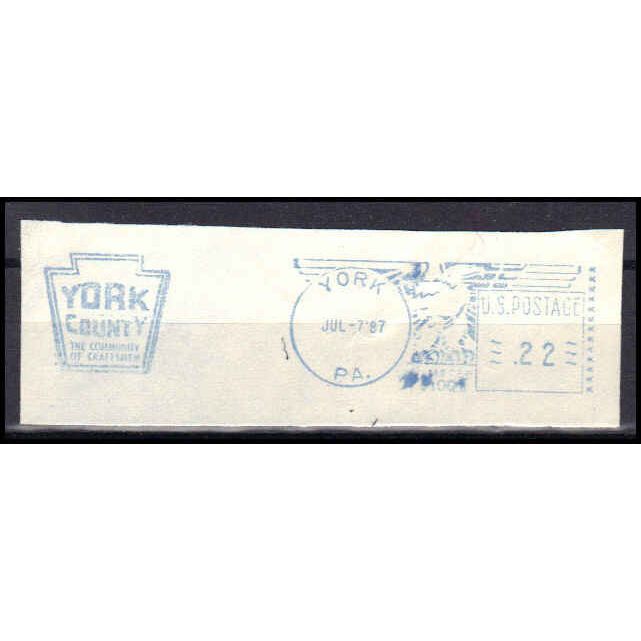 YORK
COUNTY
THE COMMUNITY
OF CRAFTSMEN
YORK
JUL -7'87
PA.
U.S. POSTAGE
.22